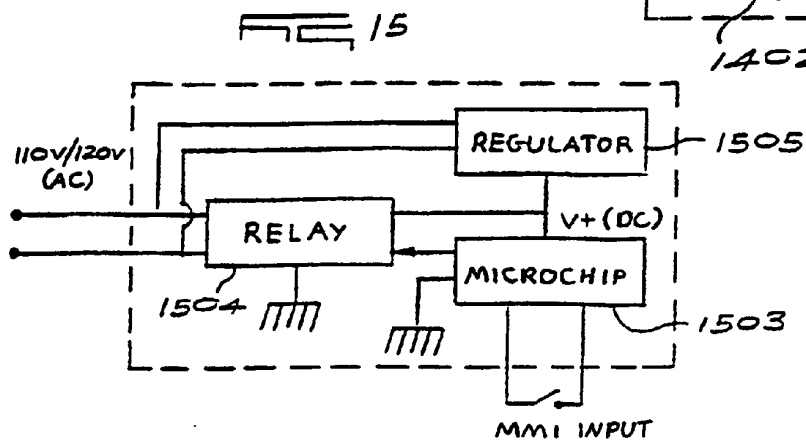 15
1402
REGULATOR
1505
110V/120V
(AC)
RELAY
V+(DC)
MICROCHIP
1504
1503
MMI INPUT